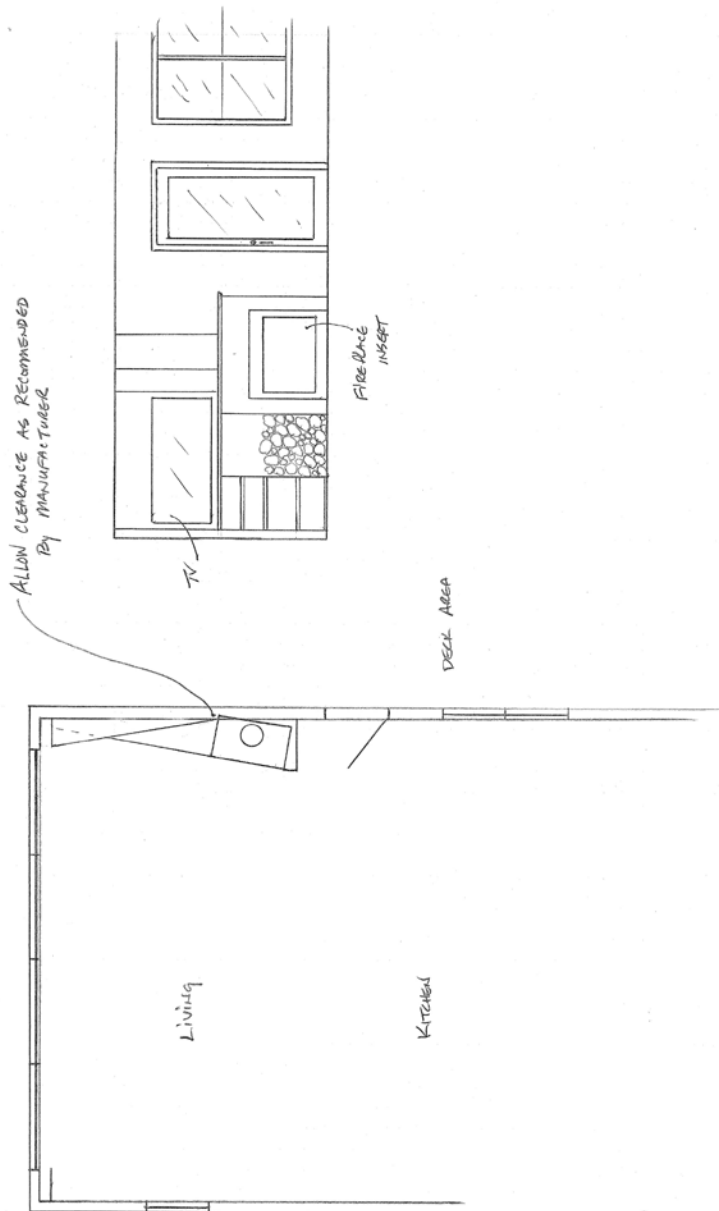 ALLOW CLEARANCE AS RECOMMENDED
By MANUFACTURER
TV
FIREPLACE
INSERT
DECK AREA
LIVING
KITCHEN